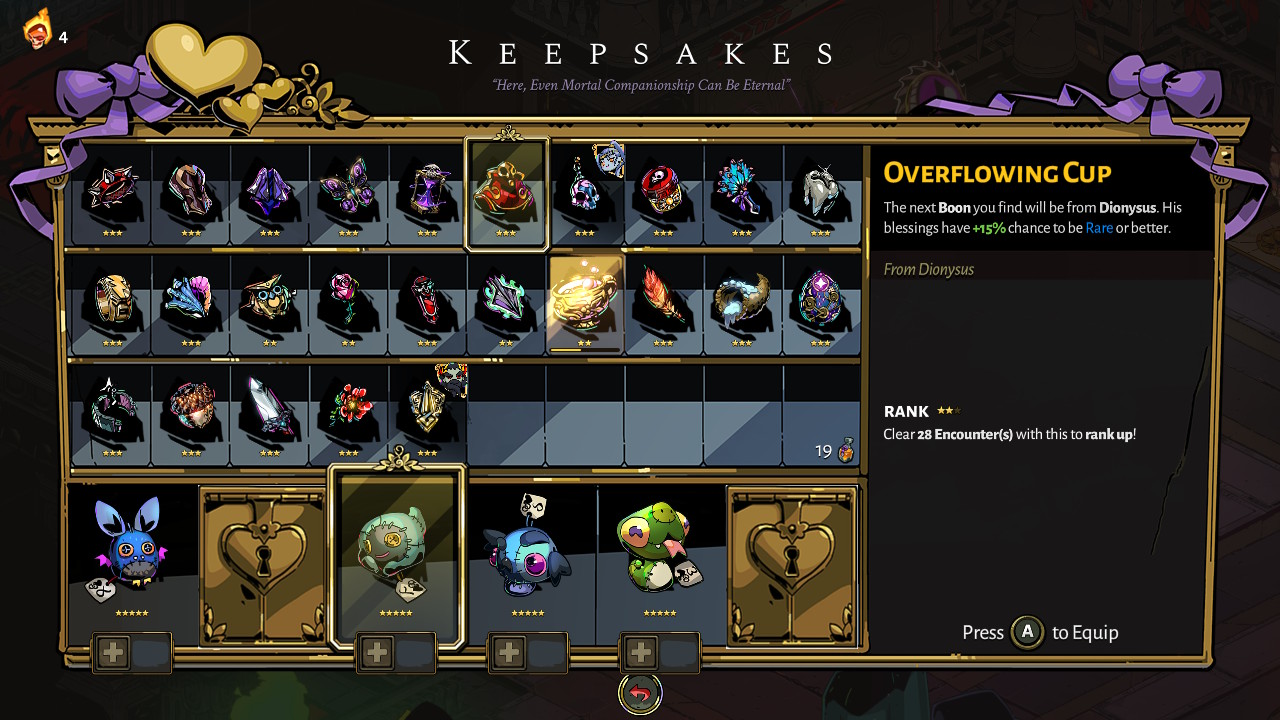 4
KEEPSAKES
“Here, Even Mortal Companionship Can Be Eternal”
OVERFLOWING CUP
The next Boon you find will be from Dionysus. His
blessings have +15% chance to be Rare or better.
From Dionysus
RANK
Clear 28 Encounter(s) with this to rank up!
19
Press A to Equip